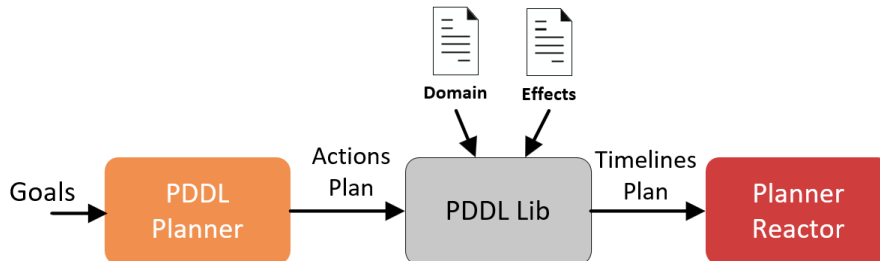 Domain
Effects
Goals
PDDL
Planner
Actions
Plan
PDDL Lib
Timelines
Plan
Planner
Reactor